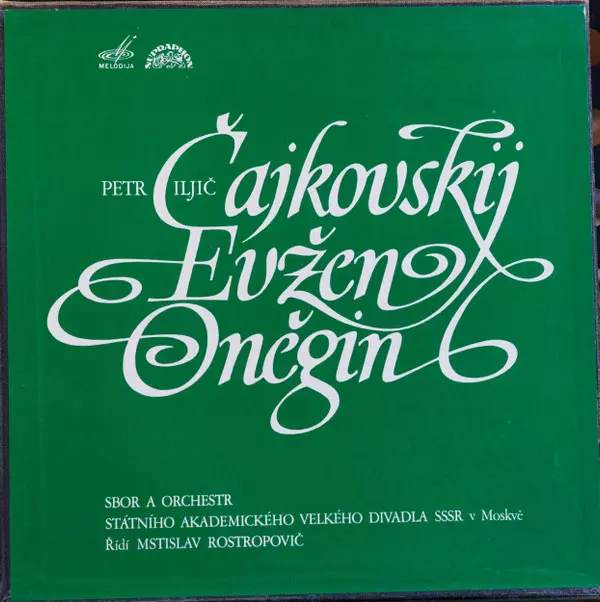 MELODIJA
SUPRAPHON
PETR ILJIČ Čajkovskij
Evžen
Oněgin
SBOR A ORCHESTR
STÁTNÍHO AKADEMICKÉHO VELKÉHO DIVADLA SSSR v Moskvě
Řídí MSTISLAV ROSTROPOVIČ